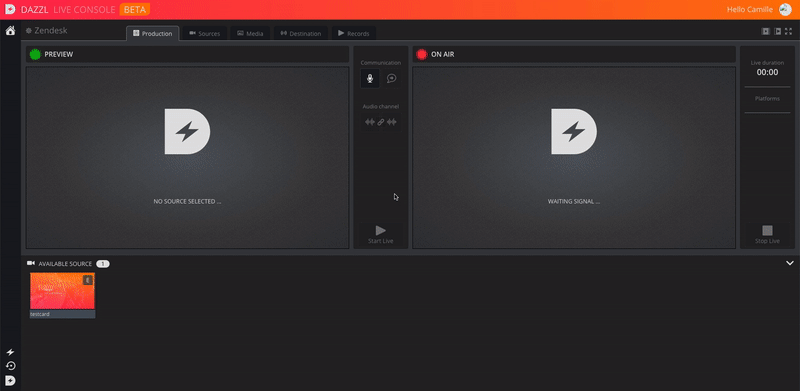 DAZZL LIVE CONSOLE BETA
Hello Camille
Zendesk
Production
Sources
Media
Destination
Records
PREVIEW
NO SOURCE SELECTED ...
Communication
Audio channel
Start Live
ON AIR
WAITING SIGNAL ...
Live duration
00:00
Platforms
Stop Live
AVAILABLE SOURCE 1
E
testcard